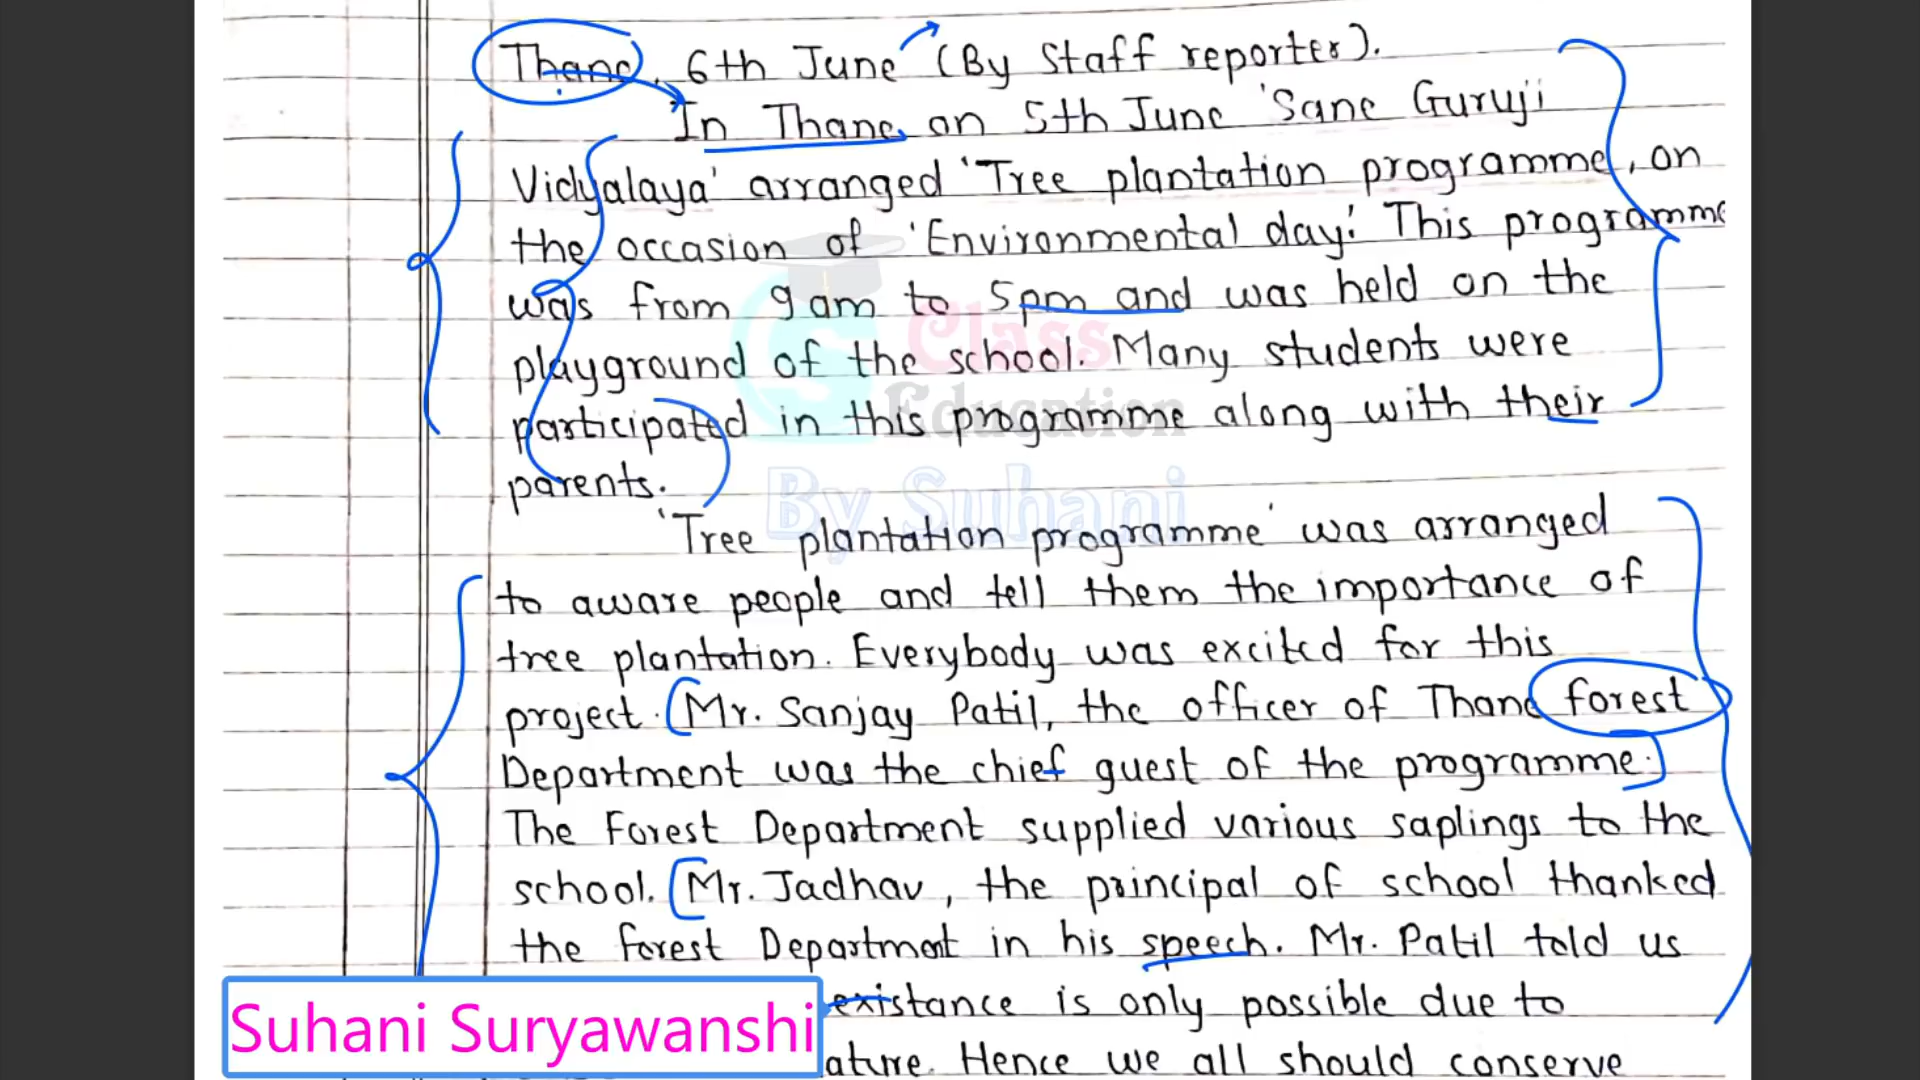 Thane, 6th June (By Staff reporter).
In Thane, on 5th June 'Sane Guruji
Vidyalaya' arranged 'Tree plantation programme, on
the occasion of 'Environmental day.' This programme
was from 9 am to 5pm and was held on the
playground of the school. Many students were
participated in this programme along with their
parents.
'Tree plantation programme' was arranged
to aware people and tell them the importance of
tree plantation. Everybody was excited for this
project. Mr. Sanjay Patil, the officer of Thane forest
Department was the chief guest of the programme.
The Forest Department supplied various saplings to the
school. Mr. Jadhav, the principal of school thanked
the forest Department in his speech. Mr. Patil told us
existance is only possible due to
ature. Hence we all should conserve
Class
Education
By Suhani
Suhani Suryawanshi